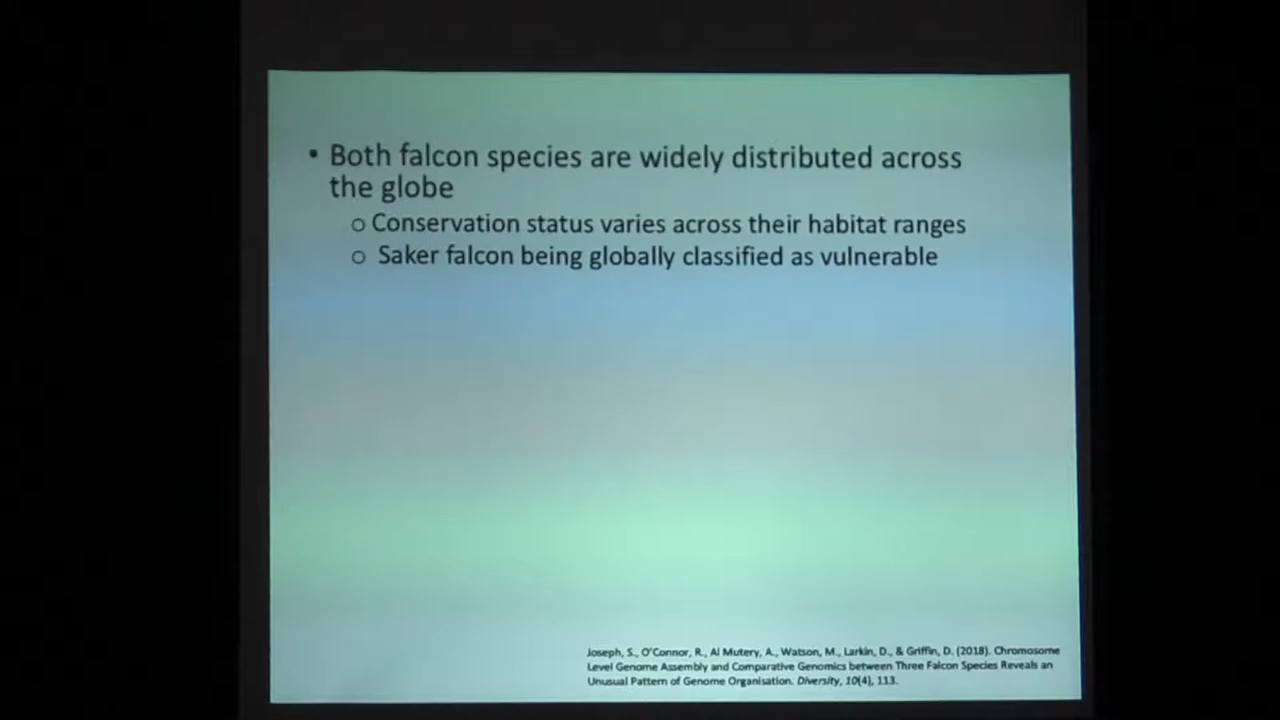 • Both falcon species are widely distributed across
the globe
o Conservation status varies across their habitat ranges
o Saker falcon being globally classified as vulnerable
Joseph, S., O'Connor, R., Al Mutery, A., Watson, M., Larkin, D., & Griffin, D. (2018). Chromosome
Level Genome Assembly and Comparative Genomics between Three Falcon Species Reveals an
Unusual Pattern of Genome Organisation. Diversity, 10(4), 113.